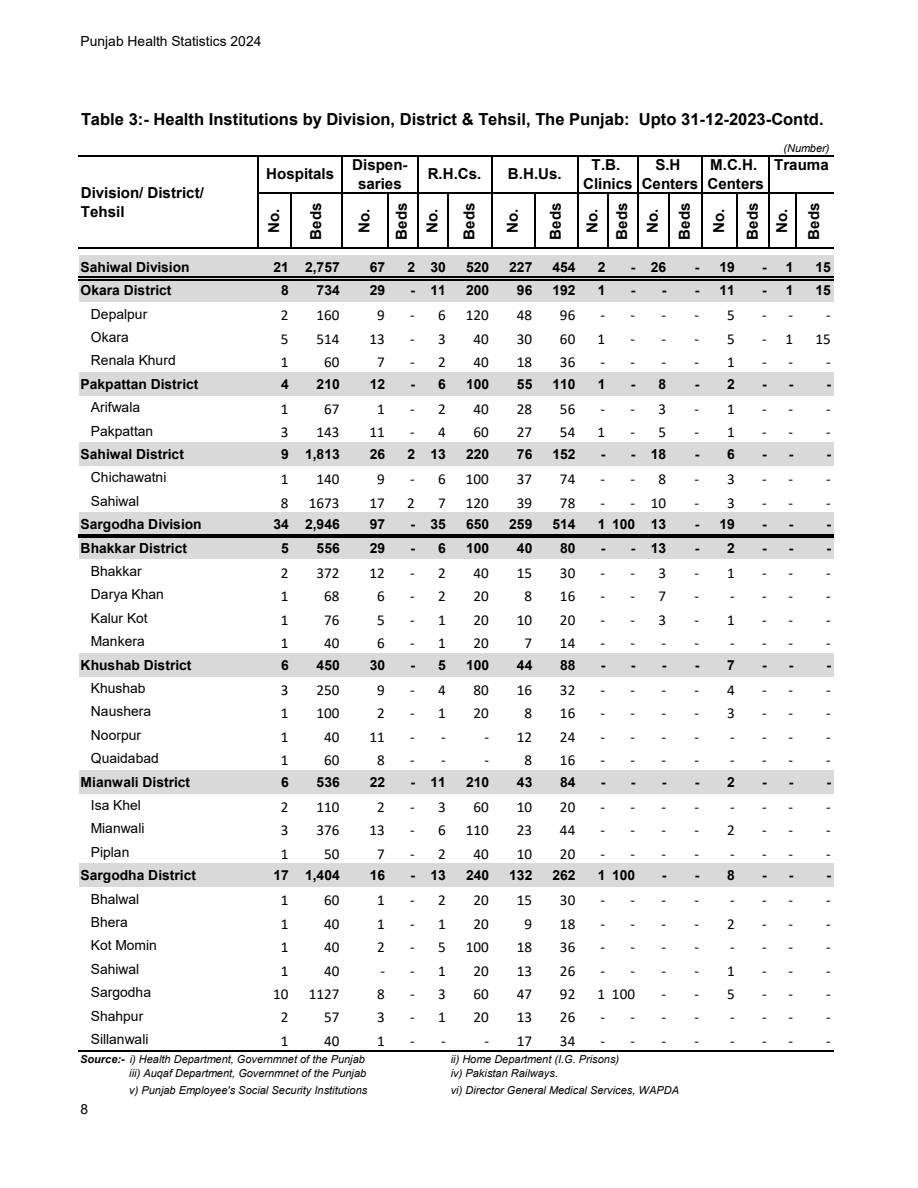 Punjab Health Statistics 2024
Table 3:- Health Institutions by Division, District & Tehsil, The Punjab: Upto 31-12-2023-Contd.
(Number)
Division/ District/ Tehsil Hospitals Dispen-saries R.H.Cs. B.H.Us. T.B. Clinics S.H Centers M.C.H. Centers Trauma
No. Beds No. Beds No. Beds No. Beds No. Beds No. Beds No. Beds No. Beds
Sahiwal Division 21 2,757 67 2 30 520 227 454 2 - 26 - 19 - 1 15
Okara District 8 734 29 - 11 200 96 192 1 - - - 11 - 1 15
Depalpur 2 160 9 - 6 120 48 96 - - - - 5 - - -
Okara 5 514 13 - 3 40 30 60 1 - - - 5 - 1 15
Renala Khurd 1 60 7 - 2 40 18 36 - - - - 1 - - -
Pakpattan District 4 210 12 - 6 100 55 110 1 - 8 - 2 - - -
Arifwala 1 67 1 - 2 40 28 56 - - 3 - 1 - - -
Pakpattan 3 143 11 - 4 60 27 54 1 - 5 - 1 - - -
Sahiwal District 9 1,813 26 2 13 220 76 152 - - 18 - 6 - - -
Chichawatni 1 140 9 - 6 100 37 74 - - 8 - 3 - - -
Sahiwal 8 1673 17 2 7 120 39 78 - - 10 - 3 - - -
Sargodha Division 34 2,946 97 - 35 650 259 514 1 100 13 - 19 - - -
Bhakkar District 5 556 29 - 6 100 40 80 - - 13 - 2 - - -
Bhakkar 2 372 12 - 2 40 15 30 - - 3 - 1 - - -
Darya Khan 1 68 6 - 2 20 8 16 - - 7 - - - - -
Kalur Kot 1 76 5 - 1 20 10 20 - - 3 - 1 - - -
Mankera 1 40 6 - 1 20 7 14 - - - - - - - -
Khushab District 6 450 30 - 5 100 44 88 - - - - 7 - - -
Khushab 3 250 9 - 4 80 16 32 - - - - 4 - - -
Naushera 1 100 2 - 1 20 8 16 - - - - 3 - - -
Noorpur 1 40 11 - - - 12 24 - - - - - - - -
Quaidabad 1 60 8 - - - 8 16 - - - - - - - -
Mianwali District 6 536 22 - 11 210 43 84 - - - - 2 - - -
Isa Khel 2 110 2 - 3 60 10 20 - - - - - - - -
Mianwali 3 376 13 - 6 110 23 44 - - - - 2 - - -
Piplan 1 50 7 - 2 40 10 20 - - - - - - - -
Sargodha District 17 1,404 16 - 13 240 132 262 1 100 - - 8 - - -
Bhalwal 1 60 1 - 2 20 15 30 - - - - - - - -
Bhera 1 40 1 - 1 20 9 18 - - - - 2 - - -
Kot Momin 1 40 2 - 5 100 18 36 - - - - - - - -
Sahiwal 1 40 - - 1 20 13 26 - - - - 1 - - -
Sargodha 10 1127 8 - 3 60 47 92 1 100 - - 5 - - -
Shahpur 2 57 3 - 1 20 13 26 - - - - - - - -
Sillanwali 1 40 1 - - - 17 34 - - - - - - - -
Source:- i) Health Department, Governmnet of the Punjab ii) Home Department (I.G. Prisons)
iii) Auqaf Department, Governmnet of the Punjab iv) Pakistan Railways.
v) Punjab Employee's Social Security Institutions vi) Director General Medical Services, WAPDA
8